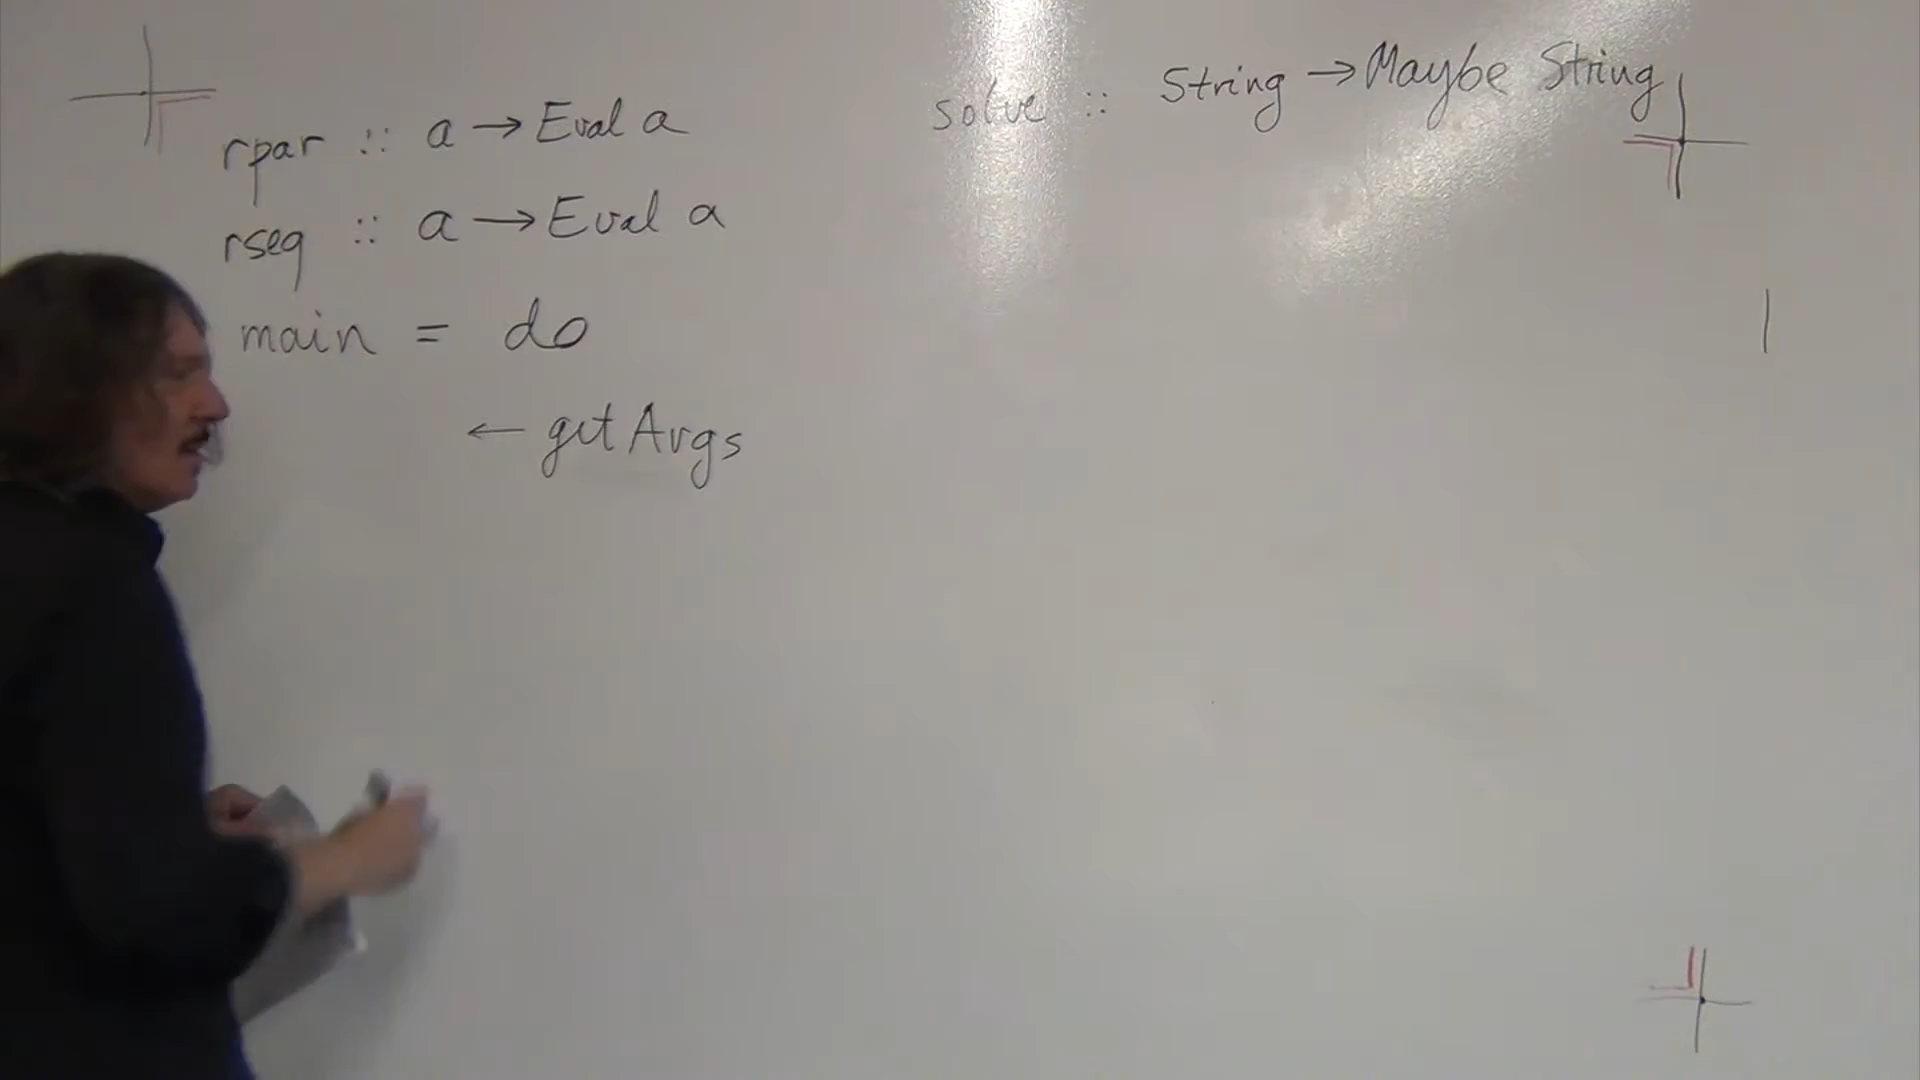 rpar :: a → Eval a
rseq :: a → Eval a
main = do
← getArgs
solve :: String → Maybe String